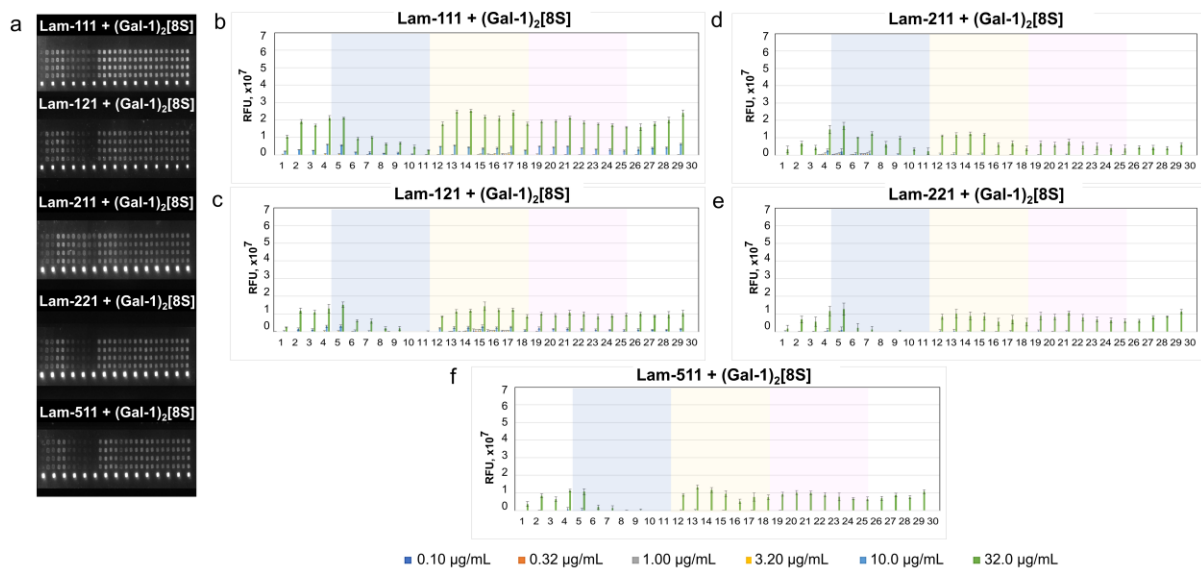 a
Lam-111 + (Gal-1)₂[8S]
Lam-121 + (Gal-1)₂[8S]
Lam-211 + (Gal-1)₂[8S]
Lam-221 + (Gal-1)₂[8S]
Lam-511 + (Gal-1)₂[8S]
b
Lam-111 + (Gal-1)₂[8S]
RFU, x10⁷
7
6
5
4
3
2
1
0
1 2 3 4 5 6 7 8 9 10 11 12 13 14 15 16 17 18 19 20 21 22 23 24 25 26 27 28 29 30
c
Lam-121 + (Gal-1)₂[8S]
RFU, x10⁷
7
6
5
4
3
2
1
0
1 2 3 4 5 6 7 8 9 10 11 12 13 14 15 16 17 18 19 20 21 22 23 24 25 26 27 28 29 30
d
Lam-211 + (Gal-1)₂[8S]
RFU, x10⁷
7
6
5
4
3
2
1
0
1 2 3 4 5 6 7 8 9 10 11 12 13 14 15 16 17 18 19 20 21 22 23 24 25 26 27 28 29 30
e
Lam-221 + (Gal-1)₂[8S]
RFU, x10⁷
7
6
5
4
3
2
1
0
1 2 3 4 5 6 7 8 9 10 11 12 13 14 15 16 17 18 19 20 21 22 23 24 25 26 27 28 29 30
f
Lam-511 + (Gal-1)₂[8S]
RFU, x10⁷
7
6
5
4
3
2
1
0
1 2 3 4 5 6 7 8 9 10 11 12 13 14 15 16 17 18 19 20 21 22 23 24 25 26 27 28 29 30
0.10 µg/mL 0.32 µg/mL 1.00 µg/mL 3.20 µg/mL 10.0 µg/mL 32.0 µg/mL